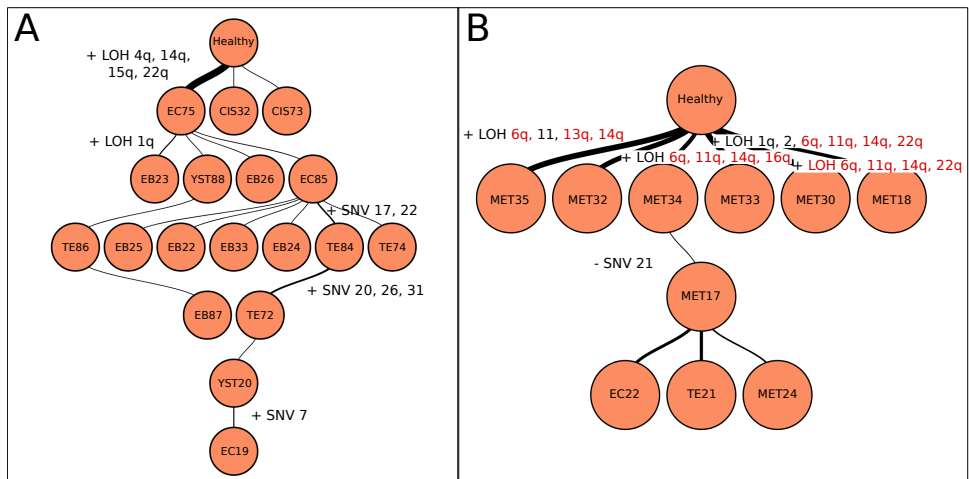 A
Healthy
+ LOH 4q, 14q,
15q, 22q
EC75
CIS32
CIS73
+ LOH 1q
EB23
YST88
EB26
EC85
+ SNV 17, 22
TE86
EB25
EB22
EB33
EB24
TE84
TE74
+ SNV 20, 26, 31
EB87
TE72
YST20
+ SNV 7
EC19
B
Healthy
+ LOH 6q, 11, 13q, 14q
+ LOH 1q, 2, 6q, 11q, 14q, 22q
+ LOH 6q, 11q, 14q, 16q
+ LOH 6q, 11q, 14q, 22q
MET35
MET32
MET34
MET33
MET30
MET18
- SNV 21
MET17
EC22
TE21
MET24